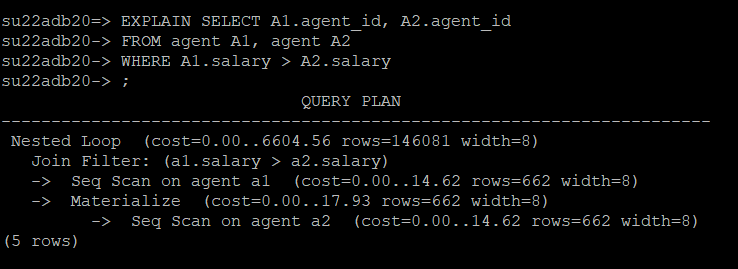 su22adb20=> EXPLAIN SELECT A1.agent_id, A2.agent_id
su22adb20-> FROM agent A1, agent A2
su22adb20-> WHERE A1.salary > A2.salary
su22adb20-> ;
                              QUERY PLAN
-----------------------------------------------------------------------
 Nested Loop  (cost=0.00..6604.56 rows=146081 width=8)
   Join Filter: (a1.salary > a2.salary)
   ->  Seq Scan on agent a1  (cost=0.00..14.62 rows=662 width=8)
   ->  Materialize  (cost=0.00..17.93 rows=662 width=8)
         ->  Seq Scan on agent a2  (cost=0.00..14.62 rows=662 width=8)
(5 rows)